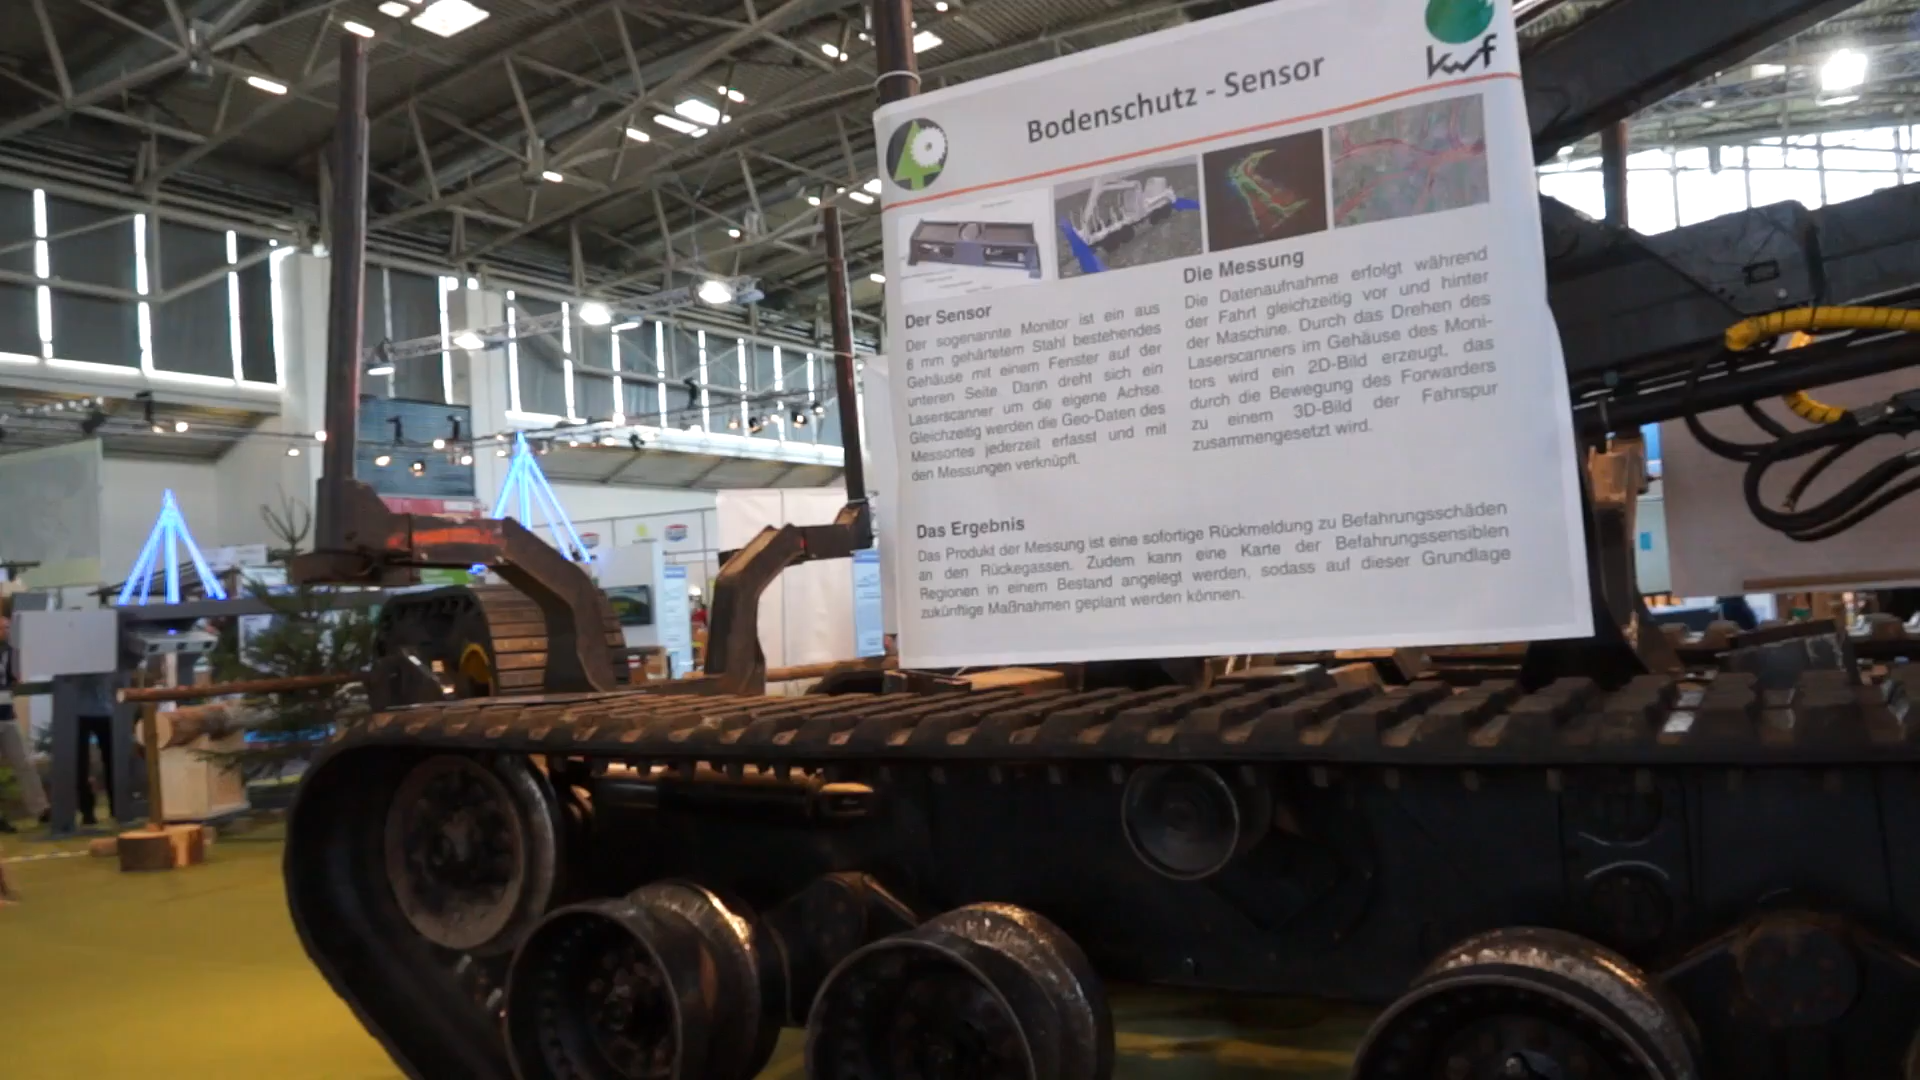 kwf
Bodenschutz - Sensor
Der Sensor
Der sogenannte Monitor ist ein aus
6 mm gehärtetem Stahl bestehendes
Gehäuse mit einem Fenster auf der
unteren Seite. Darin dreht sich ein
Laserscanner um die eigene Achse.
Gleichzeitig werden die Geo-Daten des
Messortes jederzeit erfasst und mit
den Messungen verknüpft.
Die Messung
Die Datenaufnahme erfolgt während
der Fahrt gleichzeitig vor und hinter
der Maschine. Durch das Drehen des
Laserscanners im Gehäuse des Moni-
tors wird ein 2D-Bild erzeugt, das
durch die Bewegung des Forwarders
zu einem 3D-Bild der Fahrspur
zusammengesetzt wird.
Das Ergebnis
Das Produkt der Messung ist eine sofortige Rückmeldung zu Befahrungsschäden
an den Rückegassen. Zudem kann eine Karte der Befahrungssensiblen
Regionen in einem Bestand angelegt werden, sodass auf dieser Grundlage
zukünftige Maßnahmen geplant werden können.